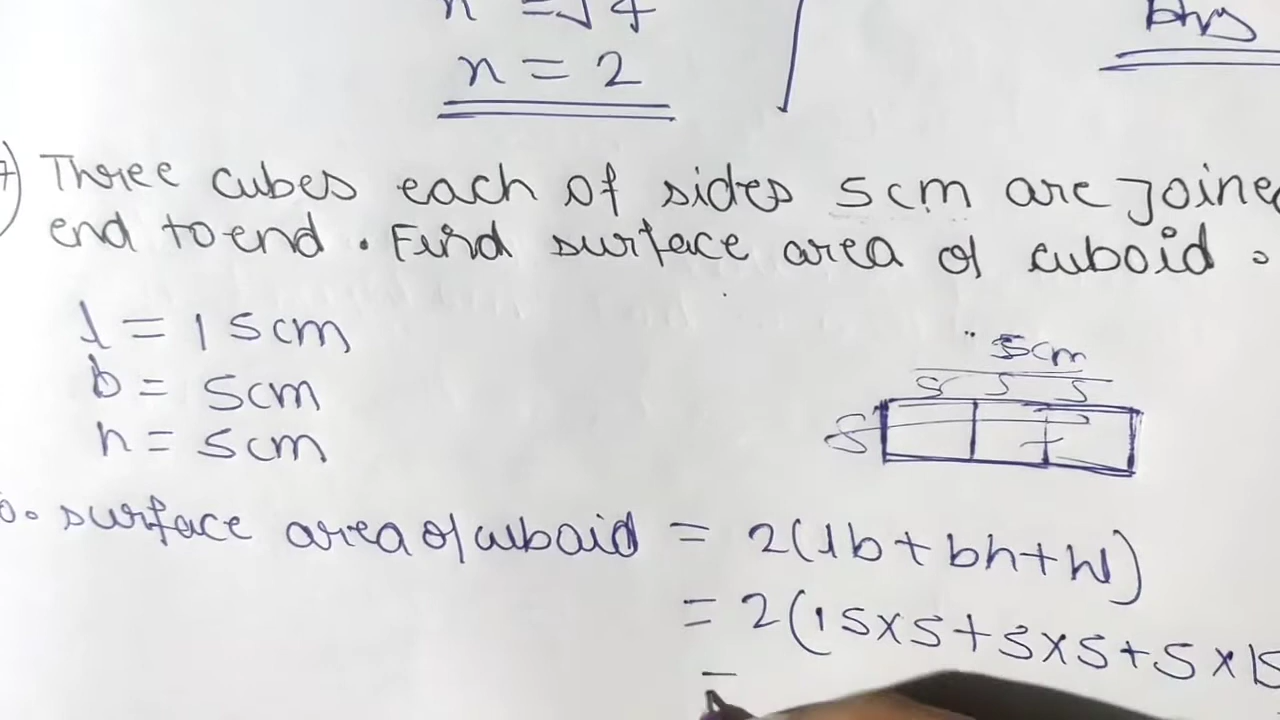 n = √4
n = 2
7) Three cubes each of sides 5cm are joine
end to end. Find surface area of cuboid.
l = 15cm
b = 5cm
h = 5cm
5cm
5 5 5
5
surface area of cuboid = 2(lb+bh+hl)
= 2(15×5+5×5+5×15
=